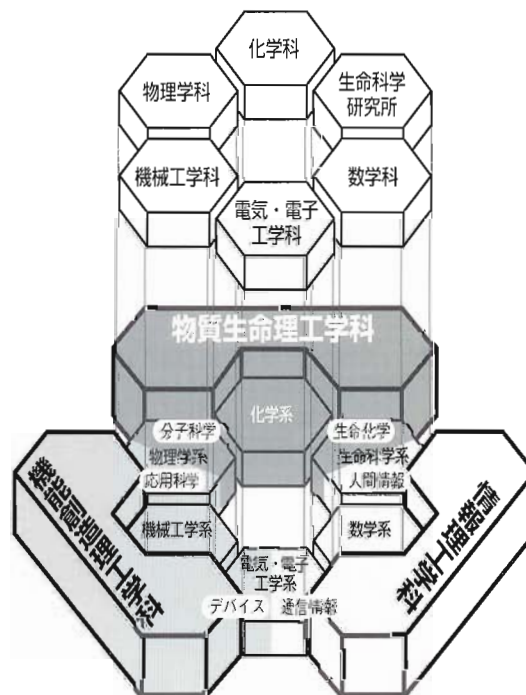 化学科
物理学科
生命科学
研究所
機械工学科
数学科
電気・電子
工学科
物質生命理工学科
化学系
分子科学
生命化学
物理学系
生命科学系
応用科学
人間情報
機械工学系
数学系
電気・電子
工学系
デバイス
通信情報
機能創造理工学科
情報理工学科